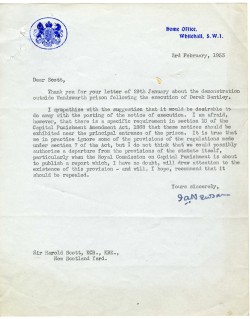 Home Office,
Whitehall, S.W.1.
3rd February, 1953
Dear Scott,
Thank you for your letter of 29th January about the demonstration
outside Wandsworth prison following the execution of Derek Bentley.
I sympathise with the suggestion that it would be desirable to
do away with the posting of the notice of execution. I am afraid,
however, that there is a specific requirement in section 10 of the
Capital Punishment Amendment Act, 1868 that these notices should be
exhibited near the principal entrance of the prison. It is true that
we in practice ignore some of the provisions of the regulations made
under section 7 of the Act, but I do not think that we could possibly
authorise a departure from the provisions of the statute itself,
particularly when the Royal Commission on Capital Punishment is about
to publish a report which, I have no doubt, will draw attention to the
existence of this provision - and will, I hope, recommend that it
should be repealed.
Yours sincerely,
Sir Harold Scott, KCB., KBE.,
New Scotland Yard.